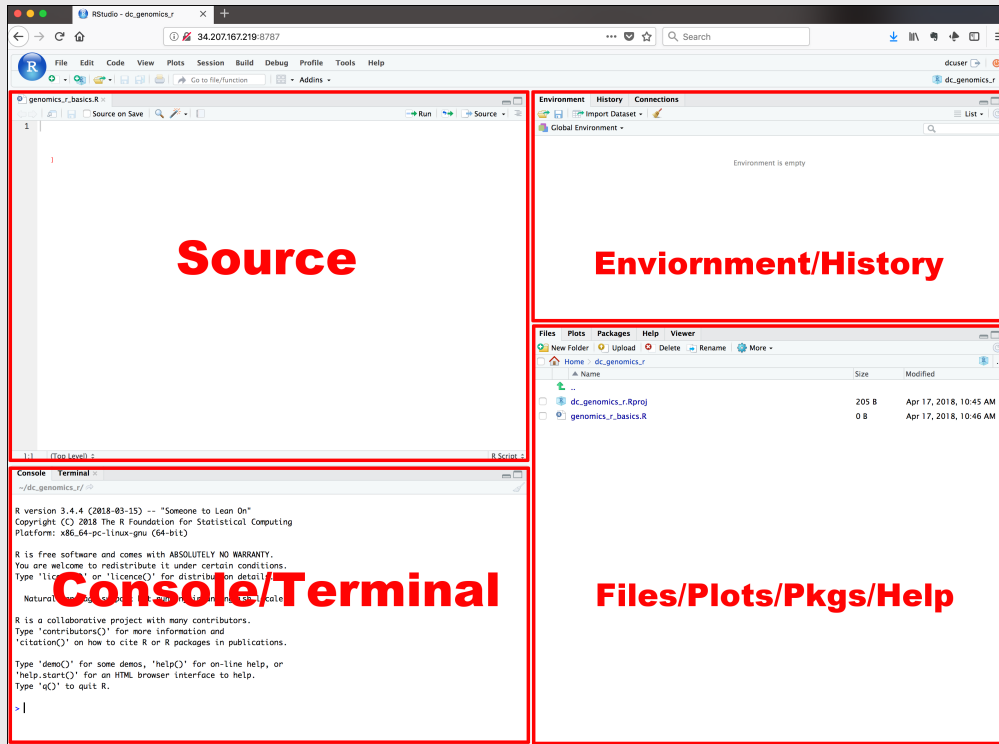 RStudio - dc_genomics_r
34.207.167.219:8787
Search
File Edit Code View Plots Session Build Debug Profile Tools Help
dcuser
Go to file/function
Addins
dc_genomics_r
genomics_r_basics.R
Source on Save
Run
Source
1
Source
1:1 (Top Level)
R Script
Environment History Connections
Import Dataset
List
Global Environment
Environment is empty
Enviornment/History
Console Terminal
~/dc_genomics_r/
R version 3.4.4 (2018-03-15) -- "Someone to Lean On"
Copyright (C) 2018 The R Foundation for Statistical Computing
Platform: x86_64-pc-linux-gnu (64-bit)
R is free software and comes with ABSOLUTELY NO WARRANTY.
You are welcome to redistribute it under certain conditions.
Type 'license()' or 'licence()' for distribution details.
Natural
Console/Terminal
R is a collaborative project with many contributors.
Type 'contributors()' for more information and
'citation()' on how to cite R or R packages in publications.
Type 'demo()' for some demos, 'help()' for on-line help, or
'help.start()' for an HTML browser interface to help.
Type 'q()' to quit R.
>
Files Plots Packages Help Viewer
New Folder Upload Delete Rename More
Home dc_genomics_r
Name Size Modified
..
dc_genomics_r.Rproj 205 B Apr 17, 2018, 10:45 AM
genomics_r_basics.R 0 B Apr 17, 2018, 10:46 AM
Files/Plots/Pkgs/Help